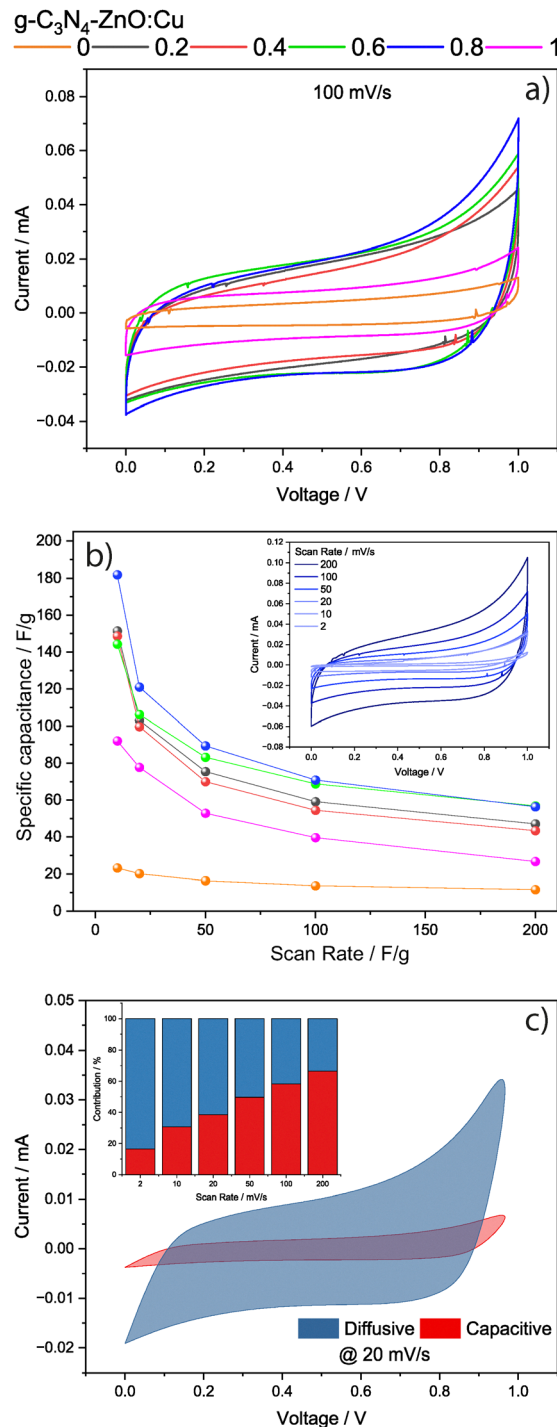 g-C₃N₄-ZnO:Cu
0 0.2 0.4 0.6 0.8 1
a)
100 mV/s
0.08
0.06
0.04
0.02
0.00
−0.02
−0.04
Current / mA
0.0 0.2 0.4 0.6 0.8 1.0
Voltage / V
b)
200
180
160
140
120
100
80
60
40
20
0
Specific capacitance / F/g
0 50 100 150 200
Scan Rate / F/g
Scan Rate / mV/s
200
100
50
20
10
2
0.12
0.10
0.08
0.06
0.04
0.02
0.00
−0.02
−0.04
−0.06
−0.08
Current / mA
0.0 0.2 0.4 0.6 0.8 1.0
Voltage / V
c)
0.05
0.04
0.03
0.02
0.01
0.00
−0.01
−0.02
Current / mA
100
80
60
40
20
0
Contribution / %
2 10 20 50 100 200
Scan Rate / mV/s
Diffusive Capacitive
@ 20 mV/s
0.0 0.2 0.4 0.6 0.8 1.0
Voltage / V